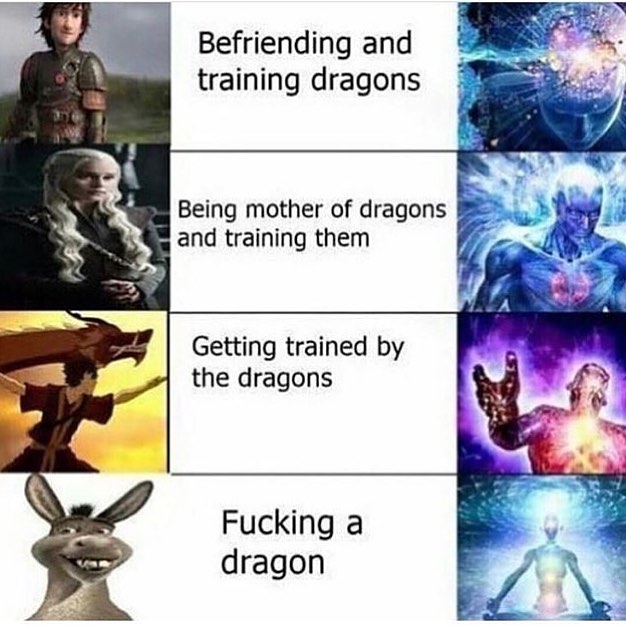 Befriending and
training dragons
Being mother of dragons
and training them
Getting trained by
the dragons
Fucking a
dragon